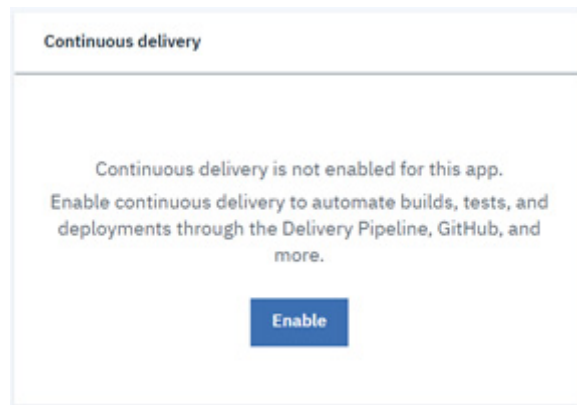 Continuous delivery
Continuous delivery is not enabled for this app.
Enable continuous delivery to automate builds, tests, and
deployments through the Delivery Pipeline, GitHub, and
more.
Enable